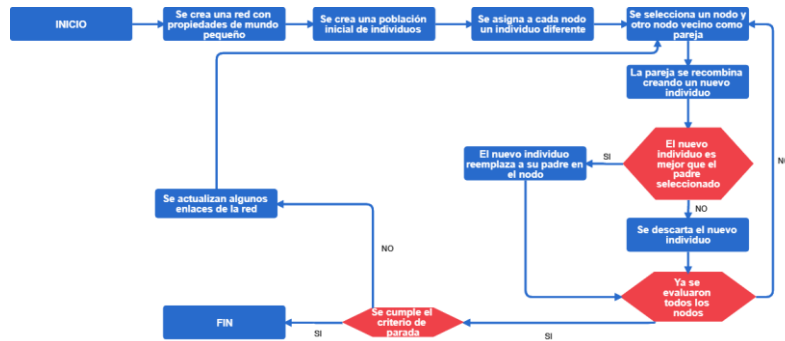 INICIO
Se crea una red con
propiedades de mundo
pequeño
Se crea una población
inicial de individuos
Se asigna a cada nodo
un individuo diferente
Se selecciona un nodo y
otro nodo vecino como
pareja
La pareja se recombina
creando un nuevo
individuo
El nuevo
individuo es
mejor que el
padre
seleccionado
SI
El nuevo individuo
reemplaza a su padre en
el nodo
NO
Se descarta el nuevo
individuo
Ya se
evaluaron
todos los
nodos
NO
SI
Se cumple el
criterio de
parada
NO
Se actualizan algunos
enlaces de la red
SI
FIN